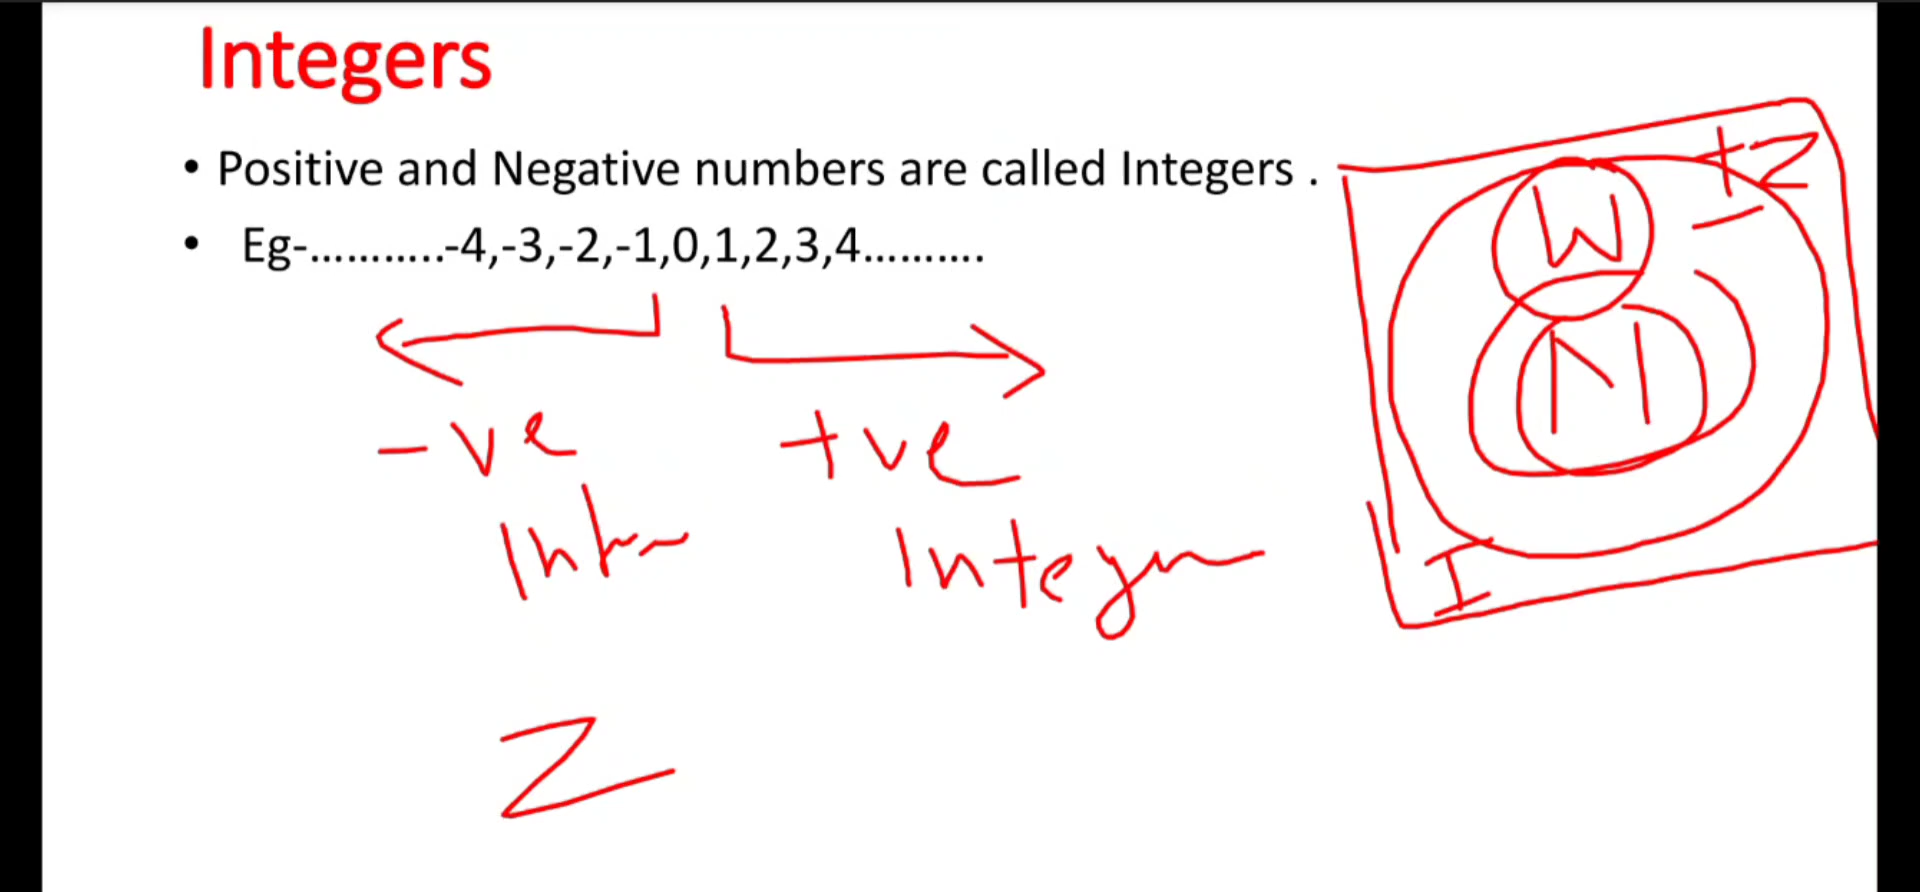 Integers
• Positive and Negative numbers are called Integers .
• Eg-...........-4,-3,-2,-1,0,1,2,3,4..........
-ve +ve
Z
W
N
I